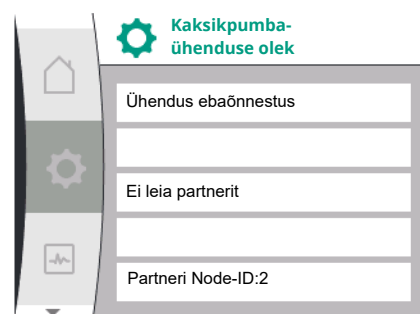 Kaksikpumba-
ühenduse olek
Ühendus ebaõnnestus
Ei leia partnerit
Partneri Node-ID:2